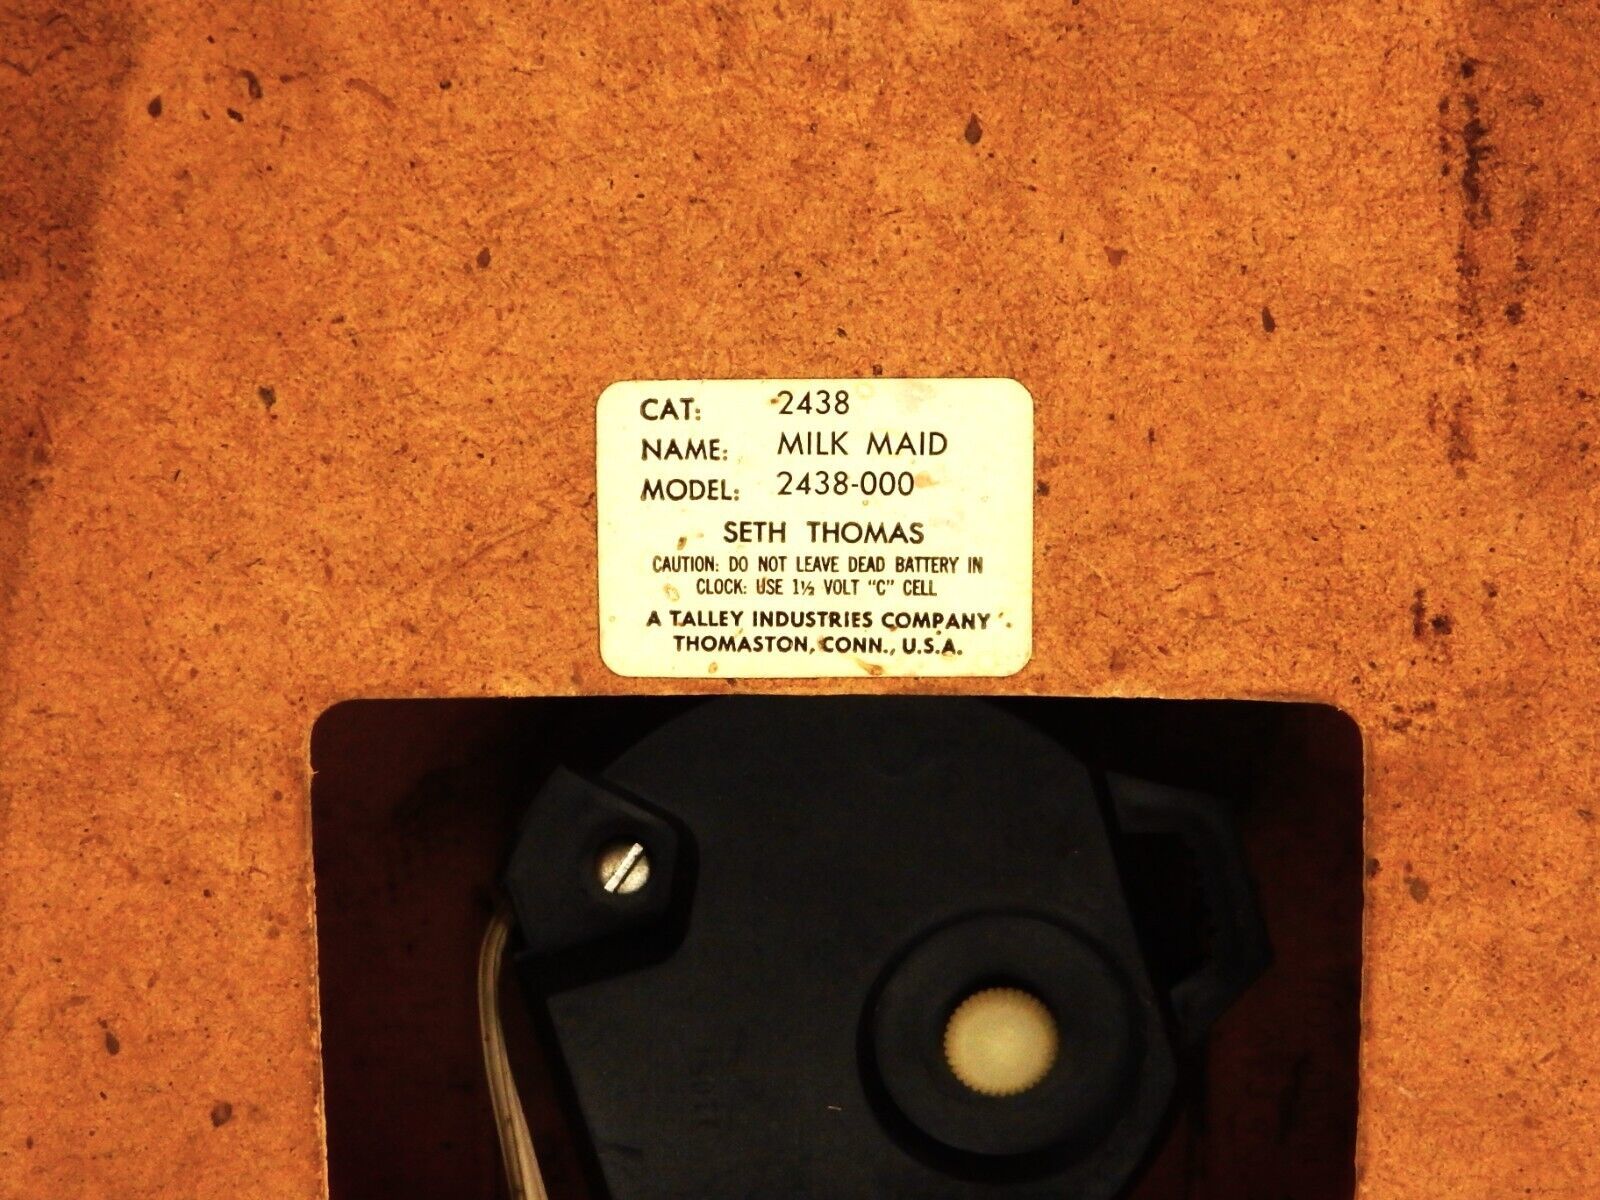 CAT: 2438
NAME: MILK MAID
MODEL: 2438-000
SETH THOMAS
CAUTION: DO NOT LEAVE DEAD BATTERY IN
CLOCK: USE 1½ VOLT "C" CELL
A TALLEY INDUSTRIES COMPANY
THOMASTON, CONN., U.S.A.